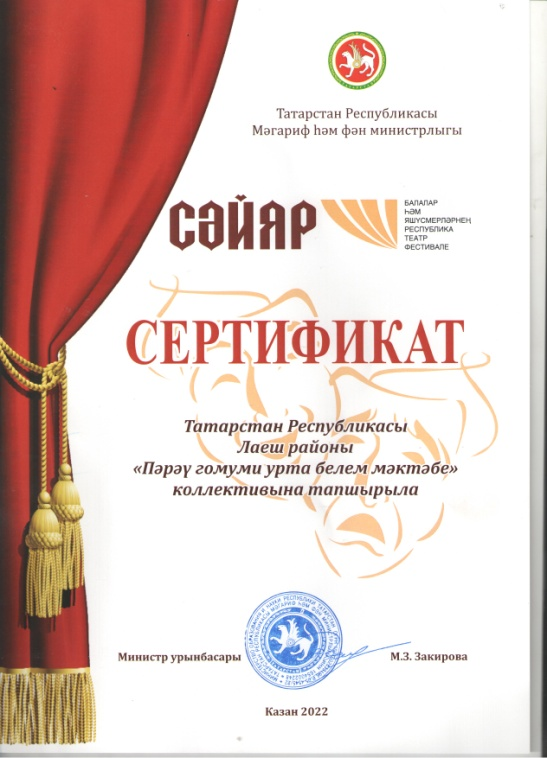 Татарстан Республикасы
Мәгариф һәм фән министрлыгы
СӘЙЯР
БАЛАЛАР
ҺӘМ
ЯШҮСМЕРЛӘРНЕҢ
РЕСПУБЛИКА
ТЕАТР
ФЕСТИВАЛЕ
СЕРТИФИКАТ
Татарстан Республикасы
Лаеш районы
«Пәрәү гомуми урта белем мәктәбе»
коллективына тапшырыла
Министр урынбасары
М.З. Закирова
Казан 2022